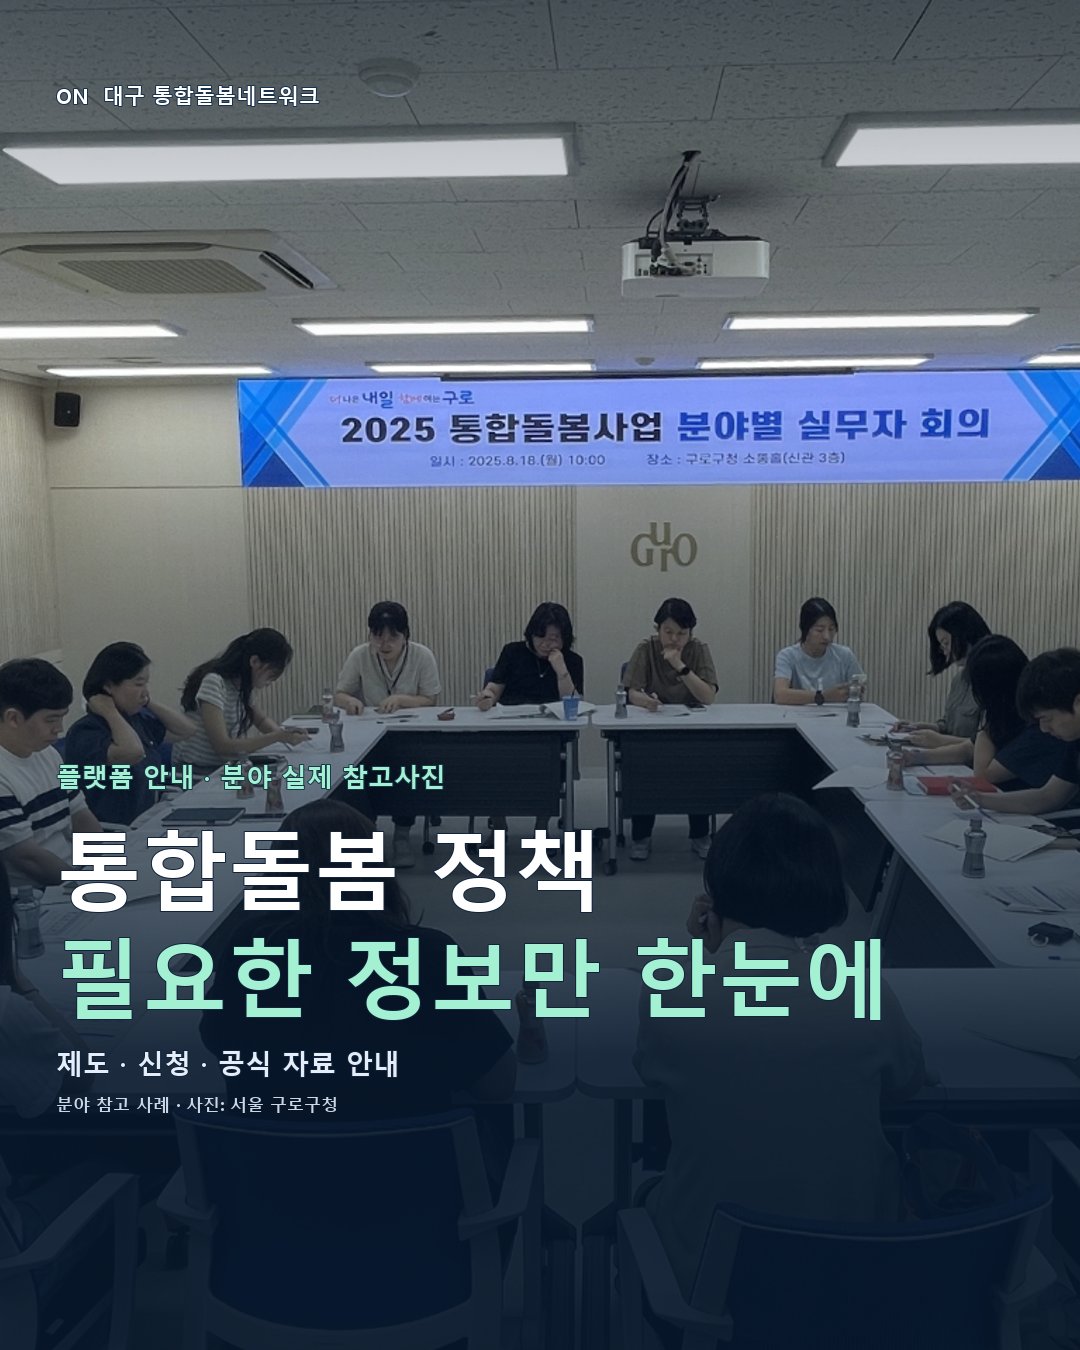 ON 대구 통합돌봄네트워크
더 나은 내일 함께 여는 구로
2025 통합돌봄사업 분야별 실무자 회의
일시 : 2025.8.18.(월) 10:00 장소 : 구로구청 소통홀(신관 3층)
GurO
플랫폼 안내 · 분야 실제 참고사진
통합돌봄 정책
필요한 정보만 한눈에
제도 · 신청 · 공식 자료 안내
분야 참고 사례 · 사진: 서울 구로구청